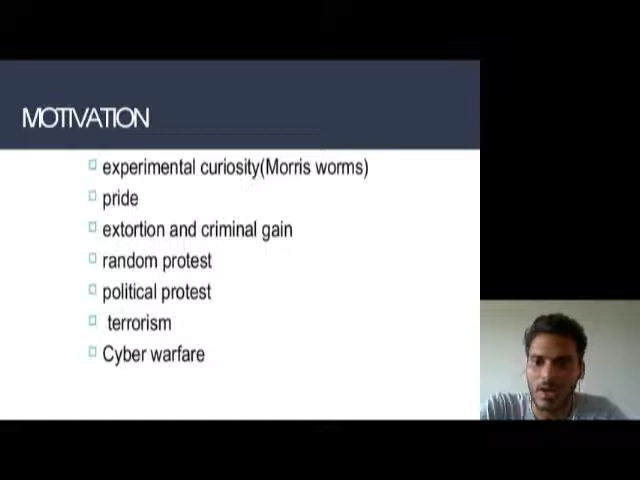 MOTIVATION
experimental curiosity(Morris worms)
pride
extortion and criminal gain
random protest
political protest
terrorism
Cyber warfare